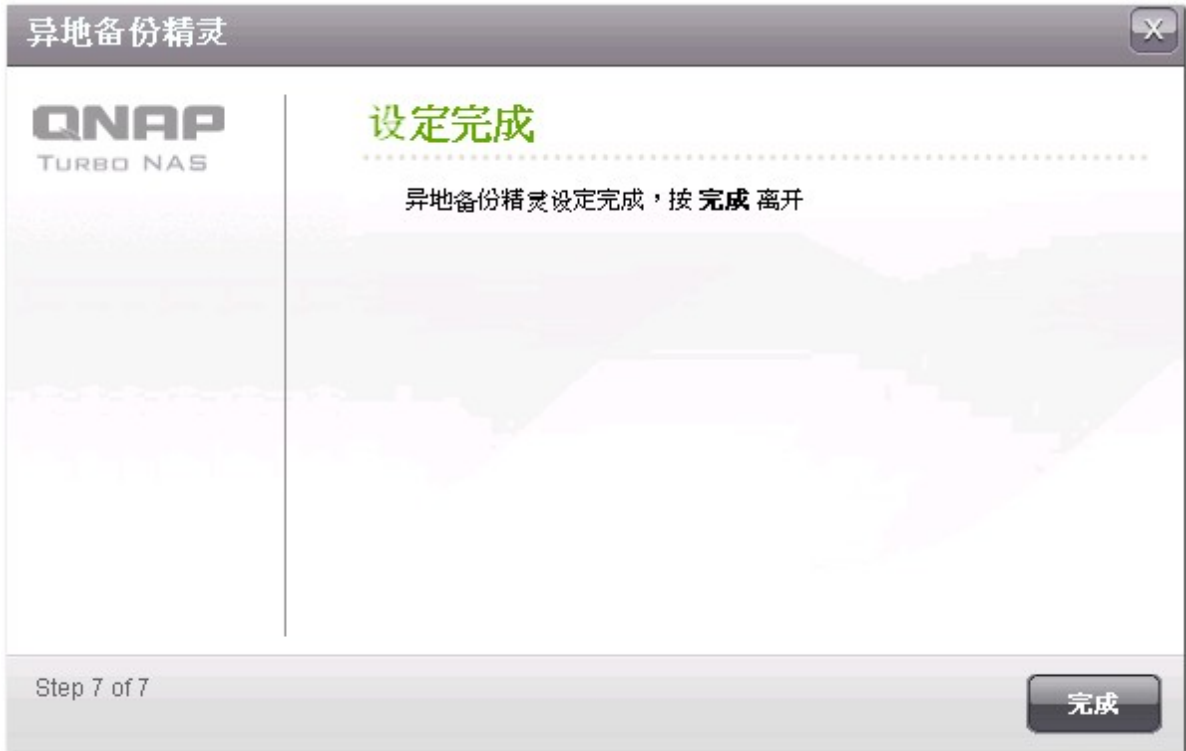 异地备份精灵
X
QNAP
TURBO NAS
设定完成
异地备份精灵设定完成，按 完成 离开
Step 7 of 7
完成